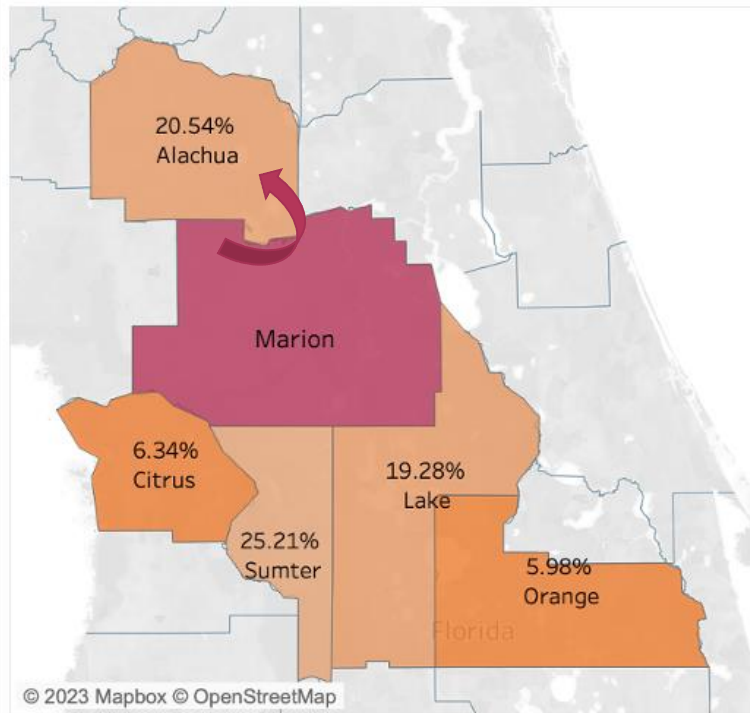 20.54%
Alachua
Marion
6.34%
Citrus
19.28%
Lake
25.21%
Sumter
5.98%
Orange
Florida
© 2023 Mapbox © OpenStreetMap